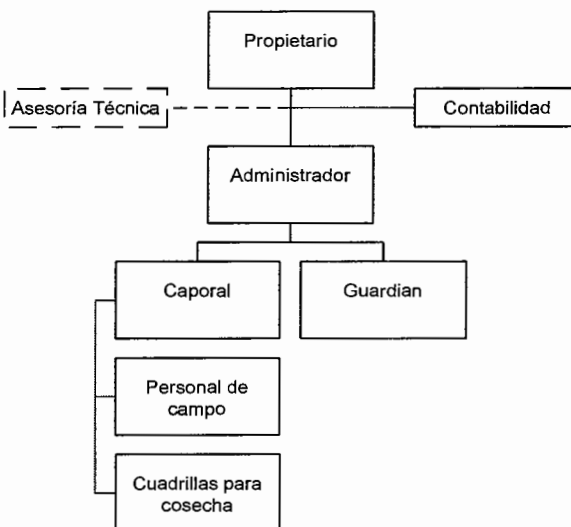 Propietario
Asesoría Técnica
Contabilidad
Administrador
Caporal
Guardian
Personal de
campo
Cuadrillas para
cosecha